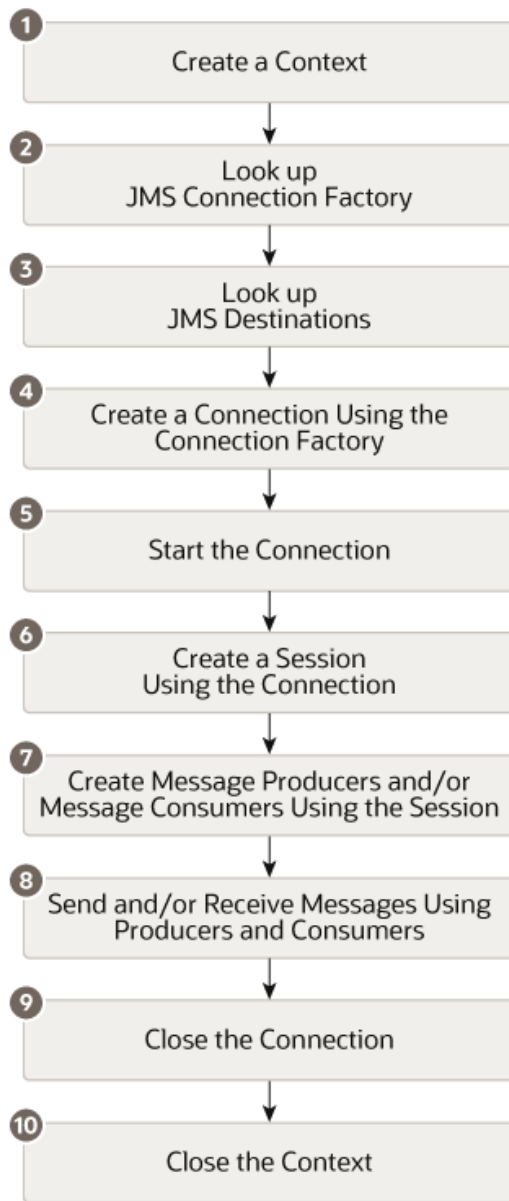 1
Create a Context
2
Look up
JMS Connection Factory
3
Look up
JMS Destinations
4
Create a Connection Using the
Connection Factory
5
Start the Connection
6
Create a Session
Using the Connection
7
Create Message Producers and/or
Message Consumers Using the Session
8
Send and/or Receive Messages Using
Producers and Consumers
9
Close the Connection
10
Close the Context